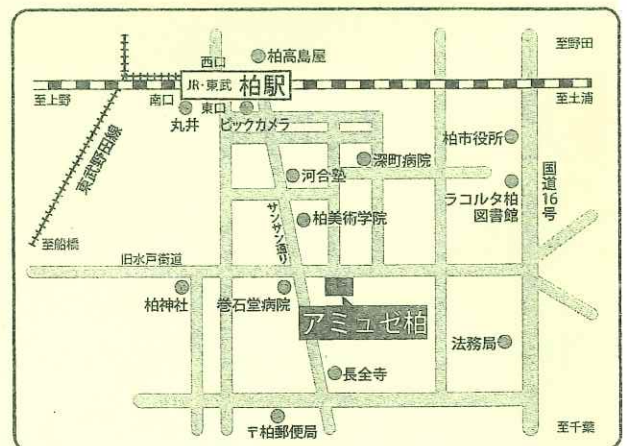 至野田
柏高島屋
西口
JR・東武 柏駅
至上野
南口
東口
至土浦
丸井
ビックカメラ
東武野田線
深町病院
柏市役所
国道16号
河合塾
ラコルタ柏
図書館
サンサン通り
柏美術学院
至船橋
旧水戸街道
柏神社
巻石堂病院
アミュゼ柏
法務局
長全寺
〒柏郵便局
至千葉